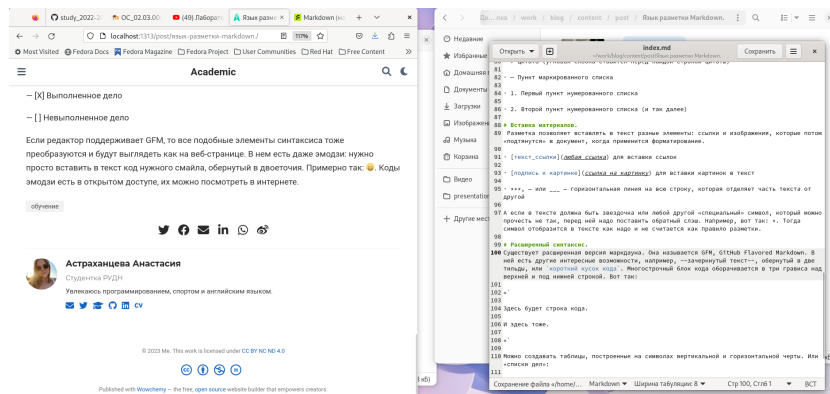 study_2022-2
ОС_02.03.00
(49) Лаборато
Язык разме
Markdown (на
localhost:1313/post/язык-разметки-markdown./
117%
Most Visited
Fedora Docs
Fedora Magazine
Fedora Project
User Communities
Red Hat
Free Content
Academic
— [X] Выполненное дело
— [ ] Невыполненное дело
Если редактор поддерживает GFM, то все подобные элементы синтаксиса тоже
преобразуются и будут выглядеть как на веб-странице. В нем есть даже эмодзи: нужно
просто вставить в текст код нужного смайла, обернутый в двоеточия. Примерно так: 😀. Коды
эмодзи есть в открытом доступе, их можно посмотреть в интернете.
обучение
Астраханцева Анастасия
Студентка РУДН
Увлекаюсь программированием, спортом и английским языком.
CV
© 2023 Me. This work is licensed under CC BY NC ND 4.0
Published with Wowchemy — the free, open source website builder that empowers creators.
work / blog / content / post / Язык разметки Markdown.
Недавние
Избранные
Домашняя п
Документы
Загрузки
Изображен
Музыка
Корзина
Видео
presentation
Другие мест
Открыть
index.md
~/work/blog/content/post/Язык разметки Markdown.
Сохранить
81
82 - — Пункт маркированного списка
83
84 - 1. Первый пункт нумерованного списка
85
86 - 2. Второй пункт нумерованного списка (и так далее)
87
88 # Вставка материалов.
89 Разметка позволяет вставлять в текст разные элементы: ссылки и изображения, которые потом
«подтянутся» в документ, когда применится форматирование.
90
91 - [текст_ссылки](любая ссылка) для вставки ссылок
92
93 - [подпись к картинке](ссылка на картинку) для вставки картинок в текст
94
95 - ***, — или ___ — горизонтальная линия на всю строку, которая отделяет часть текста от
другой
96
97 А если в тексте должна быть звездочка или любой другой «специальный» символ, который можно
прочесть не так, перед ней надо поставить обратный слэш. Например, вот так: *. Тогда
символ отобразится в тексте как надо и не считается как правило разметки.
98
99 # Расширенный синтаксис.
100 Существует расширенная версия маркдауна. Она называется GFM, GitHub Flavored Markdown. В
ней есть другие интересные возможности, например, ~~зачеркнутый текст~~, обернутый в две
тильды, или `короткий кусок кода`. Многострочный блок кода оборачивается в три грависа над
верхней и под нижней строкой. Вот так:
101
102 «`
103
104 Здесь будет строка кода.
105
106 И здесь тоже.
107
108 «`
109
110 Можно создавать таблицы, построенные на символах вертикальной и горизонтальной черты. Или
«списки дел»:
111
Сохранение файла «/home/...
Markdown
Ширина табуляции: 8
Стр 100, Стлб 1
ВСТ